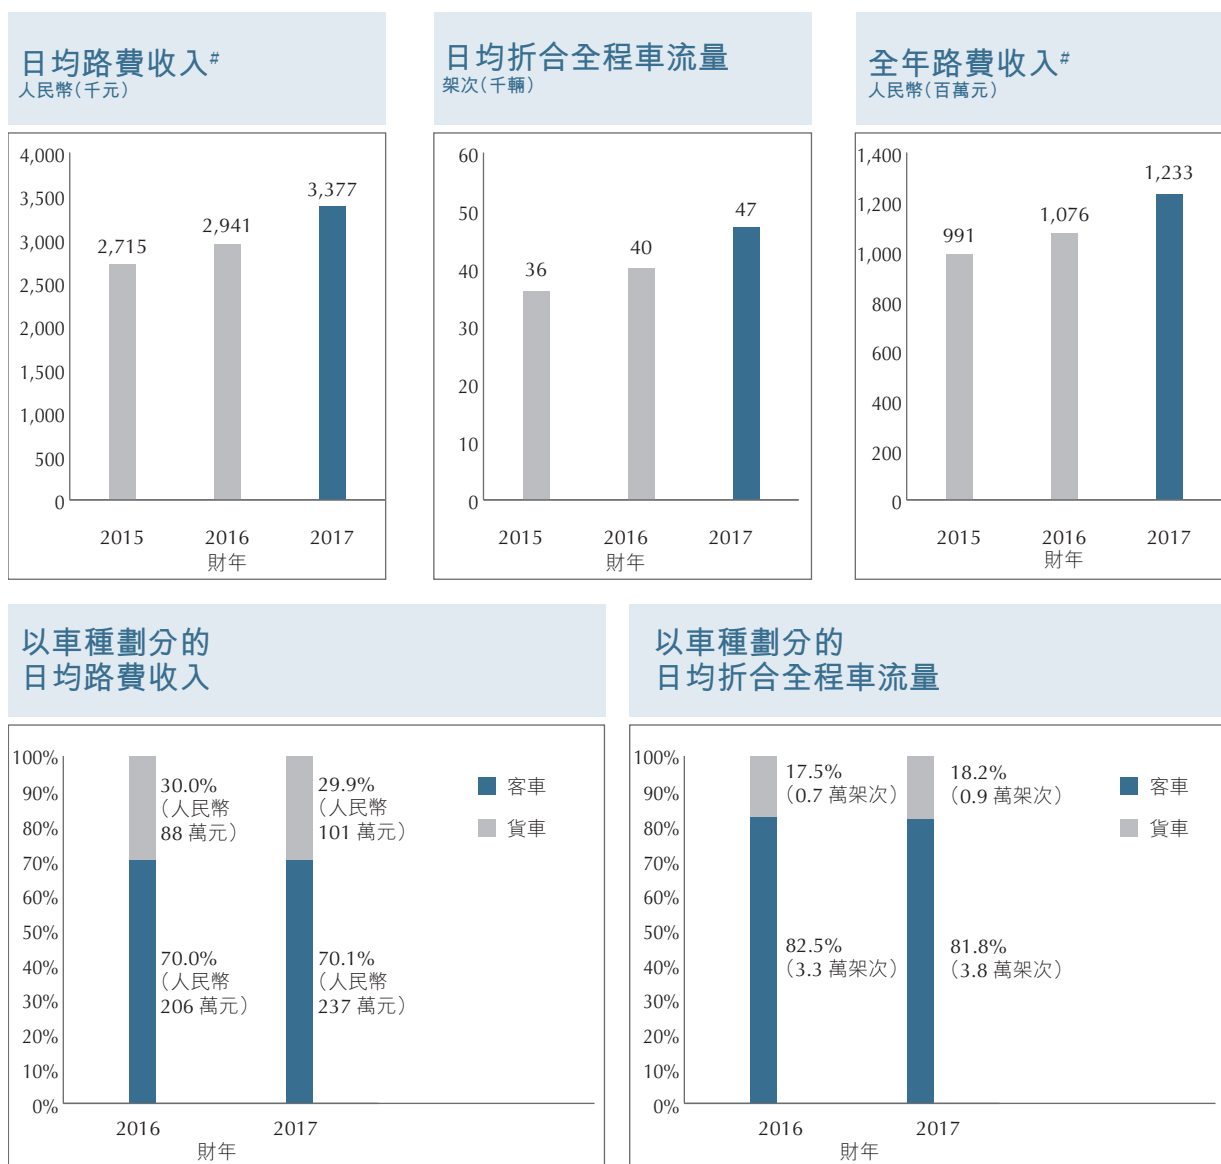 日均路費收入#
人民幣(千元)
4,000
3,500
3,000
2,500
2,000
1,500
1,000
500
0
2,715
2,941
3,377
2015
2016
2017
財年
日均折合全程車流量
架次(千輛)
60
50
40
30
20
10
0
36
40
47
2015
2016
2017
財年
全年路費收入#
人民幣(百萬元)
1,400
1,200
1,000
800
600
400
200
0
991
1,076
1,233
2015
2016
2017
財年
以車種劃分的
日均路費收入
100%
90%
80%
70%
60%
50%
40%
30%
20%
10%
0%
30.0%
(人民幣
88 萬元)
29.9%
(人民幣
101 萬元)
70.0%
(人民幣
206 萬元)
70.1%
(人民幣
237 萬元)
客車
貨車
2016
2017
財年
以車種劃分的
日均折合全程車流量
100%
90%
80%
70%
60%
50%
40%
30%
20%
10%
0%
17.5%
(0.7 萬架次)
18.2%
(0.9 萬架次)
82.5%
(3.3 萬架次)
81.8%
(3.8 萬架次)
客車
貨車
2016
2017
財年